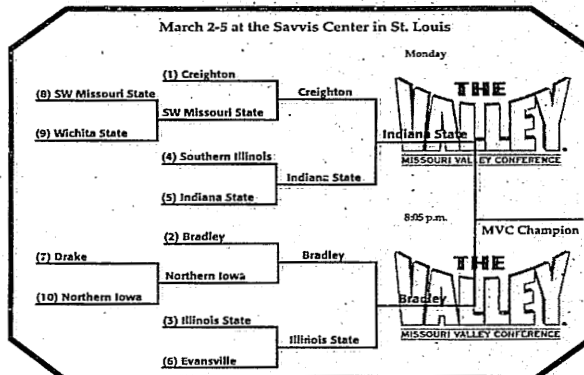 March 2-5 at the Savvis Center in St. Louis
Monday
(1) Creighton
(8) SW Missouri State
Creighton
SW Missouri State
(9) Wichita State
Indiana State
(4) Southern Illinois
Indiana State
(5) Indiana State
THE
VALLEY
MISSOURI VALLEY CONFERENCE
8:05 p.m.
MVC Champion
(2) Bradley
(7) Drake
Bradley
Northern Iowa
(10) Northern Iowa
Bradley
(3) Illinois State
Illinois State
(6) Evansville
THE
VALLEY
MISSOURI VALLEY CONFERENCE